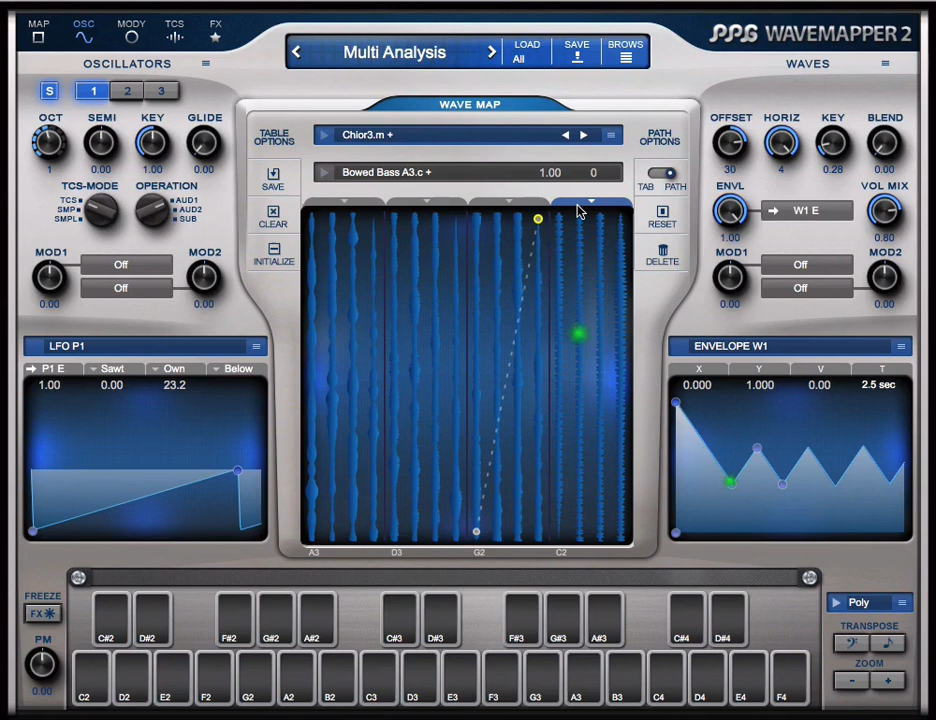 MAP OSC MODY TCS FX
Multi Analysis
LOAD
All
SAVE
BROWS
PPG WAVEMAPPER 2
OSCILLATORS
WAVES
S 1 2 3
WAVE MAP
OCT SEMI KEY GLIDE
1 0.00 1.00 0.00
TABLE
OPTIONS
Chior3.m +
PATH
OPTIONS
OFFSET HORIZ KEY BLEND
30 4 0.28 0.00
Bowed Bass A3.c + 1.00 0
SAVE
TAB PATH
TCS-MODE OPERATION
TCS
SMP
SMPL
AUD1
AUD2
SUB
CLEAR
RESET
ENVL
1.00
W1 E
VOL MIX
0.80
INITIALIZE
DELETE
MOD1 Off MOD2
0.00 Off 0.00
MOD1 Off MOD2
0.00 Off 0.00
LFO P1
P1 E Sawt Own Below
1.00 0.00 23.2
ENVELOPE W1
X Y V T
0.000 1.000 0.00 2.5 sec
A3 D3 G2 C2
FREEZE
FX
PM
0.00
C#2 D#2 F#2 G#2 A#2 C#3 D#3 F#3 G#3 A#3 C#4 D#4
C2 D2 E2 F2 G2 A2 B2 C3 D3 E3 F3 G3 A3 B3 C4 D4 E4 F4
Poly
TRANSPOSE
ZOOM
- +